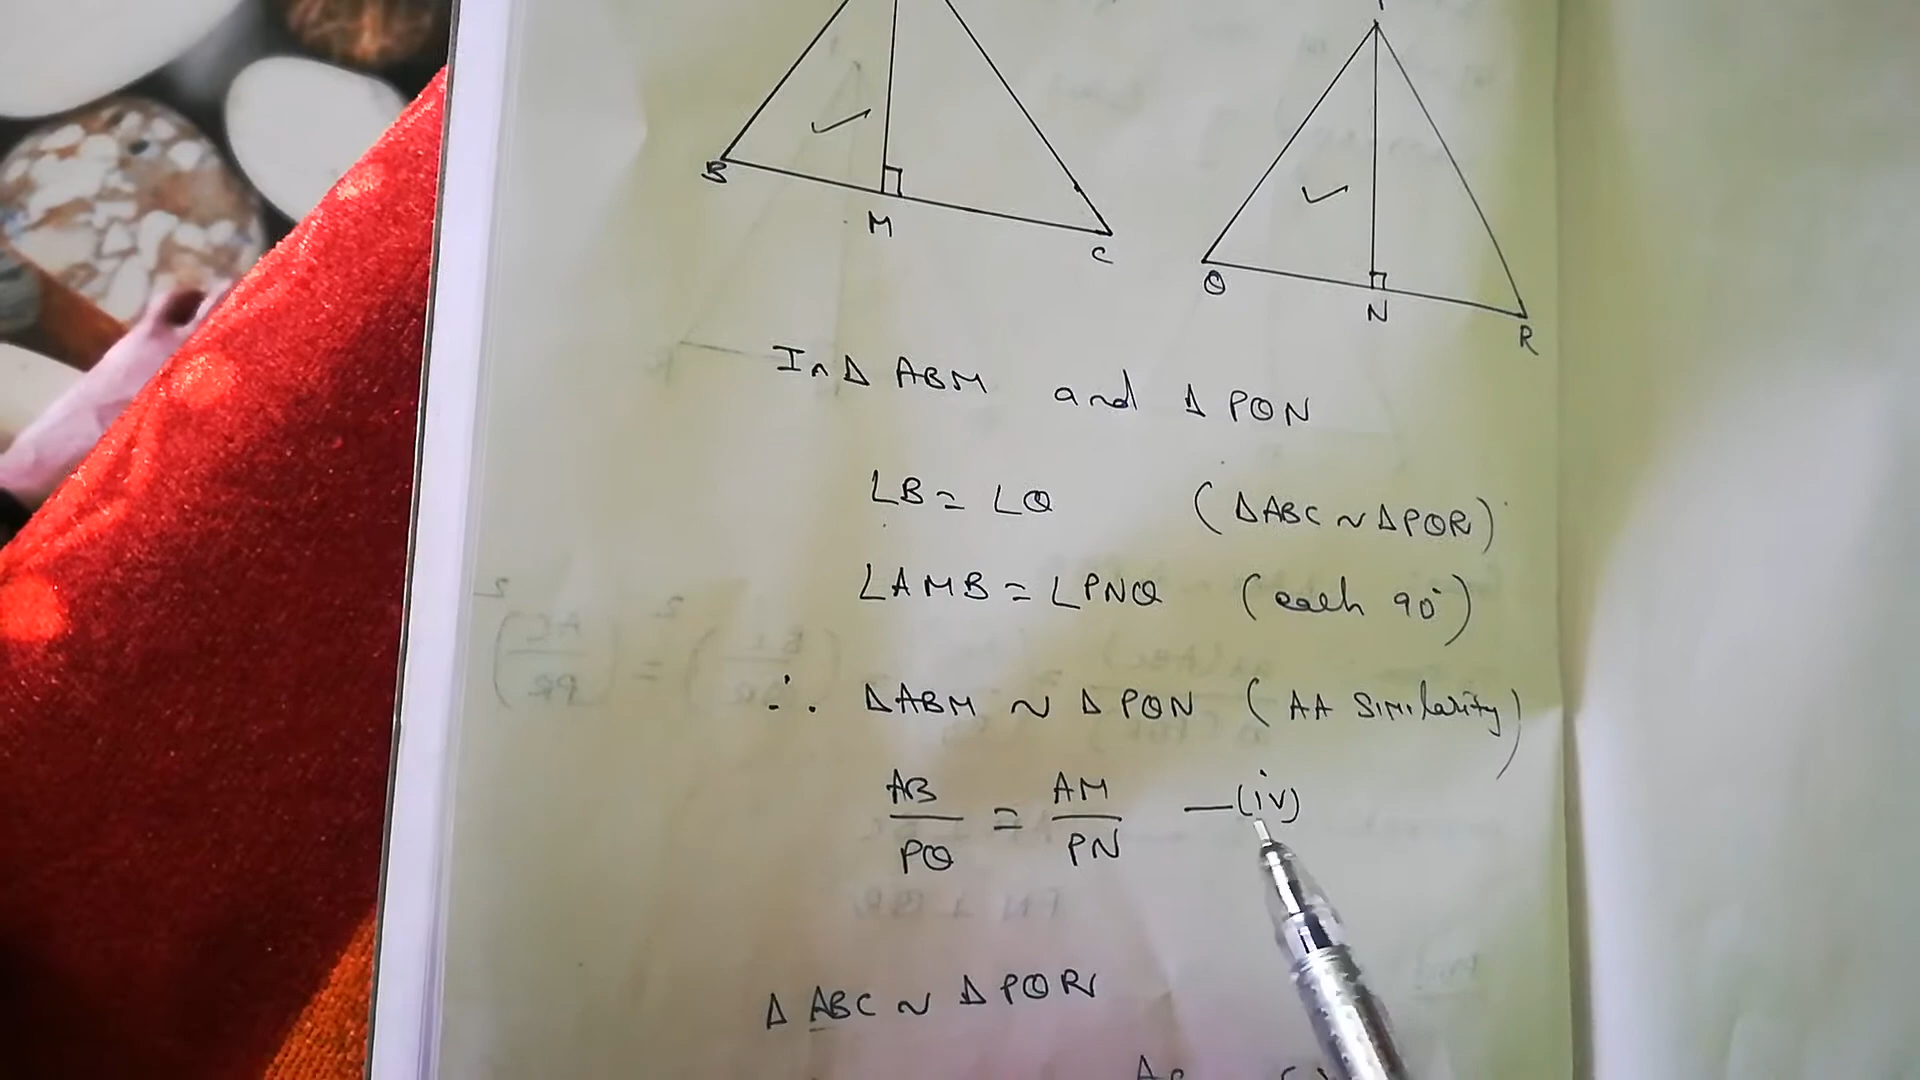 B
M
C
Q
N
R
In Δ ABM and Δ PQN
∠B = ∠Q (ΔABC ~ ΔPQR)
∠AMB = ∠PNQ (each 90°)
∴ ΔABM ~ ΔPQN (AA Similarity)
AB/PQ = AM/PN —(iv)
Δ ABC ~ Δ PQR